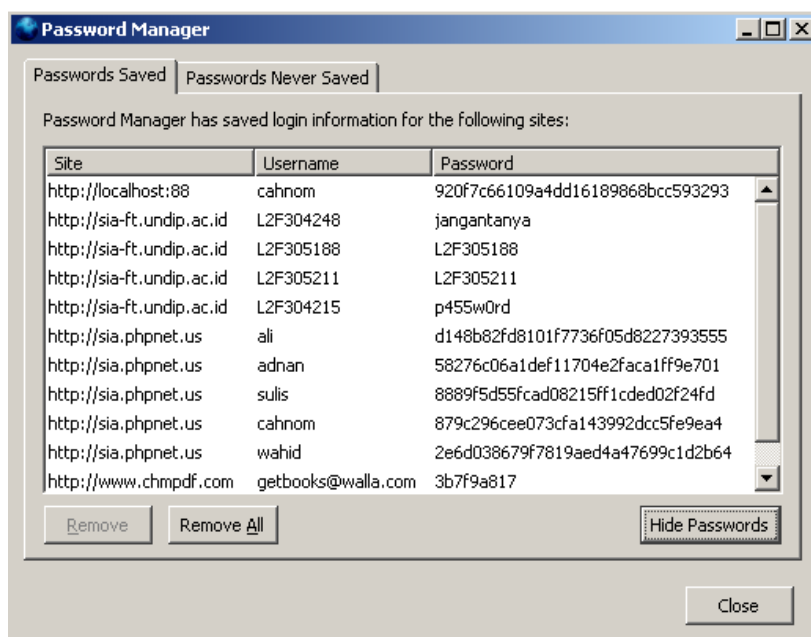 Password Manager
Passwords Saved Passwords Never Saved
Password Manager has saved login information for the following sites:
Site Username Password
http://localhost:88 cahnom 920f7c66109a4dd16189868bcc593293
http://sia-ft.undip.ac.id L2F304248 jangantanya
http://sia-ft.undip.ac.id L2F305188 L2F305188
http://sia-ft.undip.ac.id L2F305211 L2F305211
http://sia-ft.undip.ac.id L2F304215 p455w0rd
http://sia.phpnet.us ali d148b82fd8101f7736f05d8227393555
http://sia.phpnet.us adnan 58276c06a1def11704e2faca1ff9e701
http://sia.phpnet.us sulis 8889f5d55fcad08215ff1cded02f24fd
http://sia.phpnet.us cahnom 879c296cee073cfa143992dcc5fe9ea4
http://sia.phpnet.us wahid 2e6d038679f7819aed4a47699c1d2b64
http://www.chmpdf.com getbooks@walla.com 3b7f9a817
Remove Remove All Hide Passwords
Close